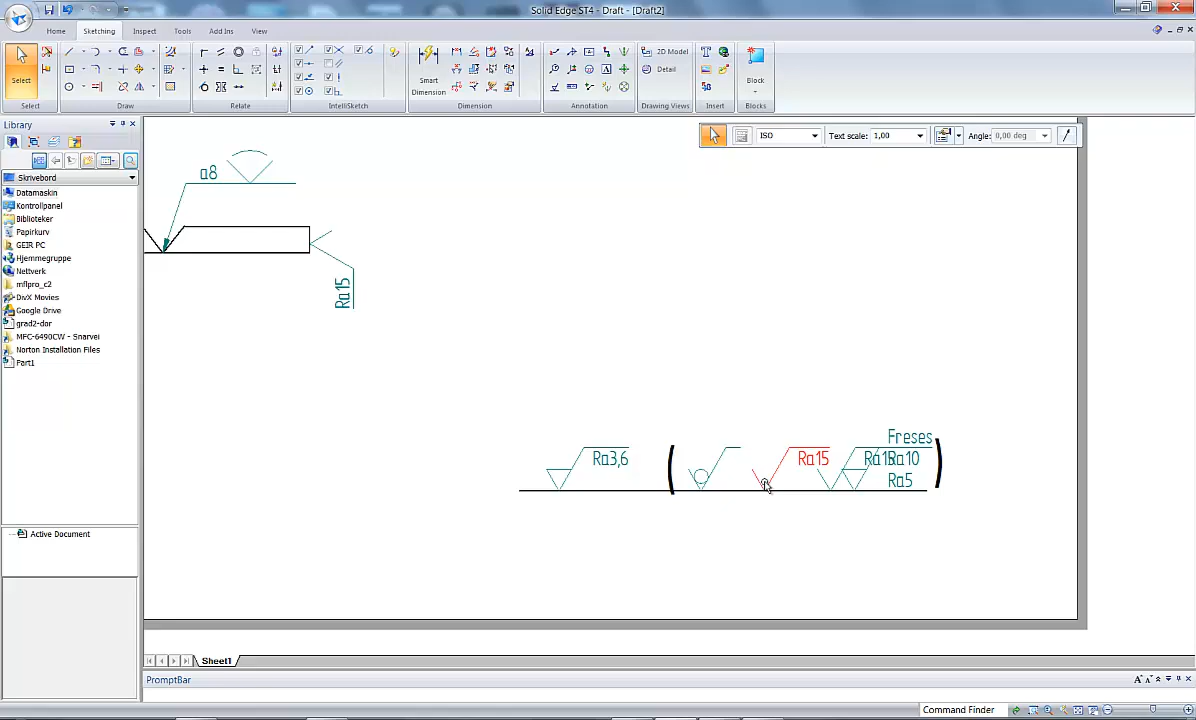 Solid Edge ST4 - Draft - [Draft2]
Home Sketching Inspect Tools Add Ins View
Select
Smart
Dimension
2D Model
Detail
Block
Select Draw Relate IntelliSketch Dimension Annotation Drawing Views Insert Blocks
Library
ISO Text scale: 1,00 Angle: 0,00 deg
Skrivebord
Datamaskin
Kontrollpanel
Biblioteker
Papirkurv
GEIR PC
Hjemmegruppe
Nettverk
mflpro_c2
DivX Movies
Google Drive
grad2-dor
MFC-6490CW - Snarvei
Norton Installation Files
Part1
a8
Ra15
Freses
Ra3,6
Ra15
Ra15
Ra10
Ra5
Active Document
Sheet1
PromptBar
Command Finder